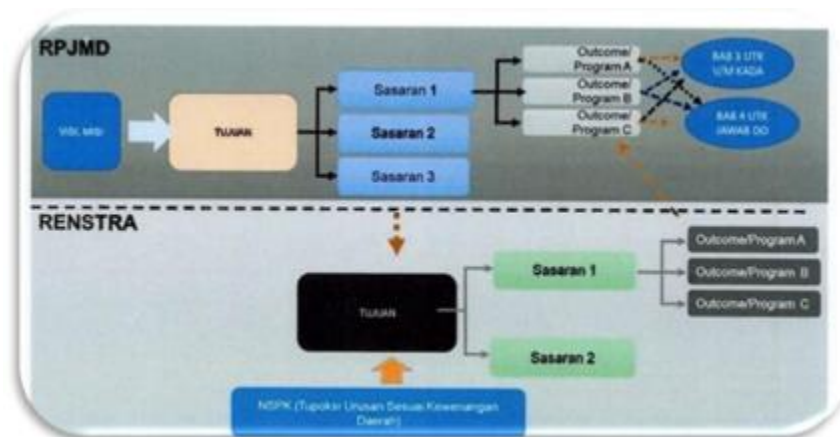 RPJMD
VISI, MISI
TUJUAN
Sasaran 1
Sasaran 2
Sasaran 3
Outcome/
Program A
Outcome/
Program B
Outcome/
Program C
BAB 3 UTK
V/M KADA
BAB 4 UTK
JAWAB DO
RENSTRA
TUJUAN
Sasaran 1
Sasaran 2
Outcome/Program A
Outcome/Program B
Outcome/Program C
NSPK (Tupoksi Urusan Sesuai Kewenangan
Daerah)